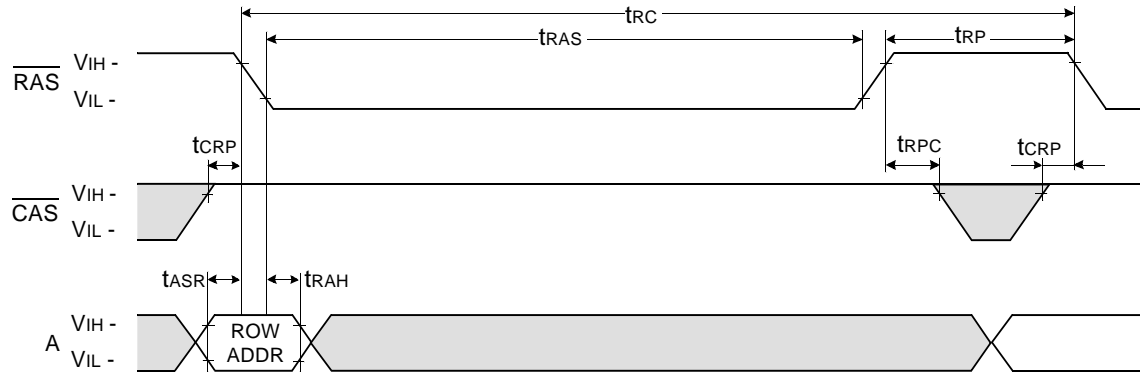 tRC
tRAS
tRP
RAS
VIH -
VIL -
tCRP
tRPC
tCRP
CAS
VIH -
VIL -
tASR
tRAH
A
VIH -
VIL -
ROW
ADDR